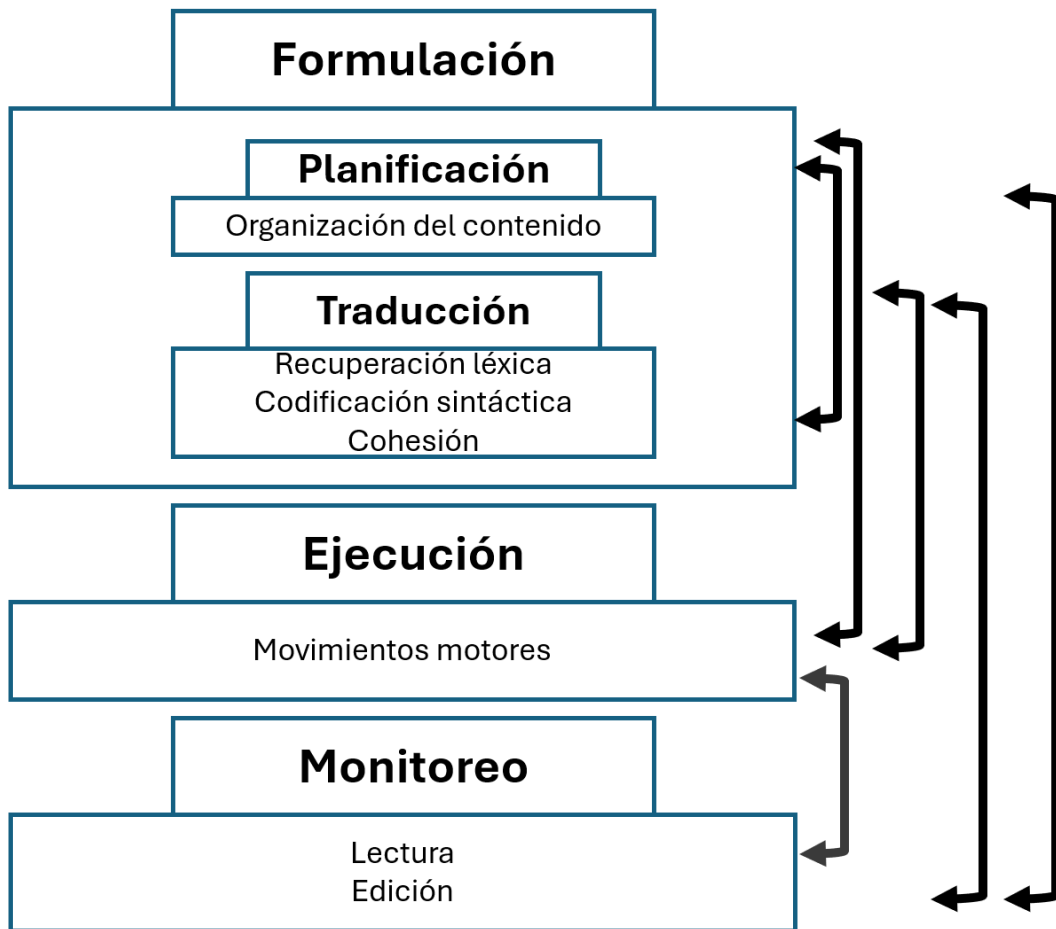 Formulación
Planificación
Organización del contenido
Traducción
Recuperación léxica
Codificación sintáctica
Cohesión
Ejecución
Movimientos motores
Monitoreo
Lectura
Edición